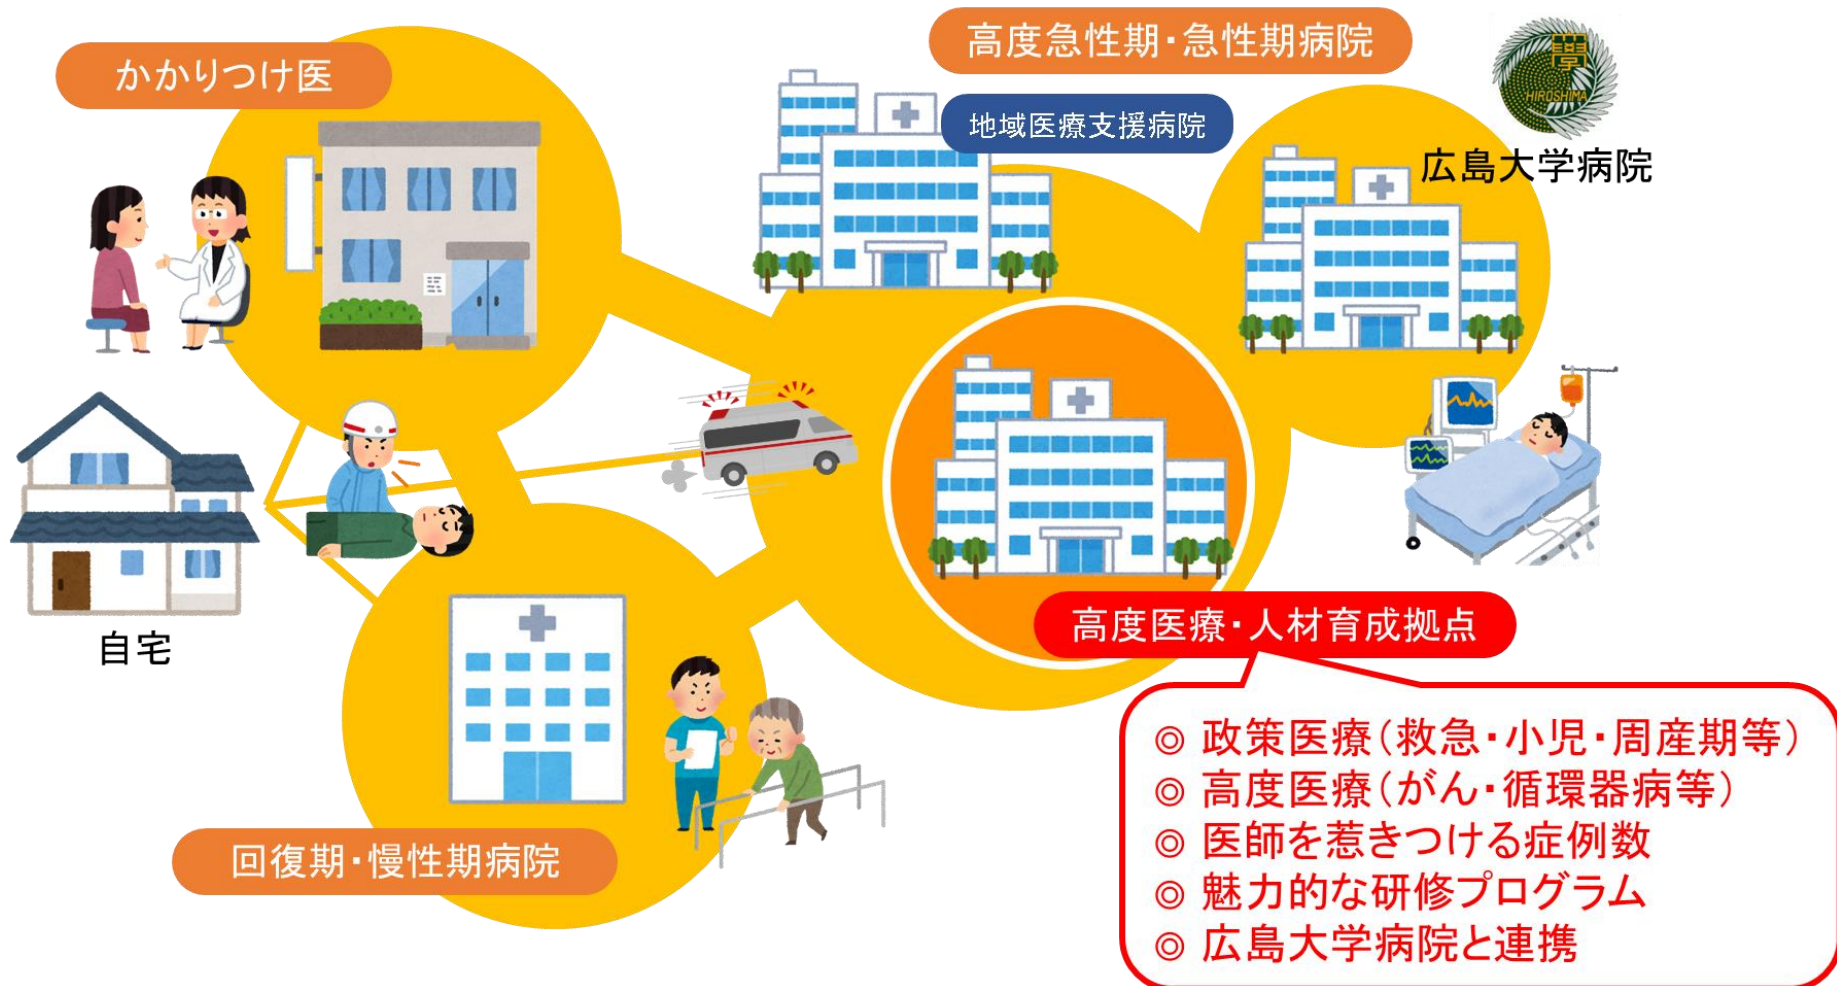 かかりつけ医
高度急性期・急性期病院
地域医療支援病院
學
HIROSHIMA
広島大学病院
自宅
高度医療・人材育成拠点
◎ 政策医療（救急・小児・周産期等）
◎ 高度医療（がん・循環器病等）
◎ 医師を惹きつける症例数
◎ 魅力的な研修プログラム
◎ 広島大学病院と連携
回復期・慢性期病院